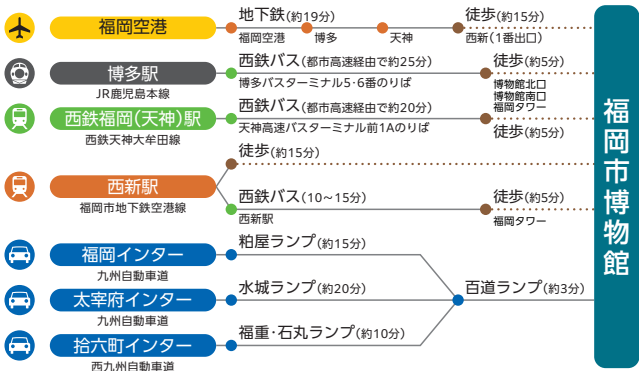 福岡空港
地下鉄(約19分)
福岡空港 博多 天神
徒歩(約15分)
西新(1番出口)
博多駅
JR鹿児島本線
西鉄バス(都市高速経由で約25分)
博多バスターミナル5・6番のりば
徒歩(約5分)
博物館北口
博物館南口
福岡タワー
西鉄福岡(天神)駅
西鉄天神大牟田線
西鉄バス(都市高速経由で約20分)
天神高速バスターミナル前1Aのりば
徒歩(約5分)
西新駅
福岡市地下鉄空港線
徒歩(約15分)
西鉄バス(10~15分)
西新駅
徒歩(約5分)
福岡タワー
福岡インター
九州自動車道
粕屋ランプ(約15分)
太宰府インター
九州自動車道
水城ランプ(約20分)
百道ランプ(約3分)
拾六町インター
西九州自動車道
福重・石丸ランプ(約10分)
福岡市博物館